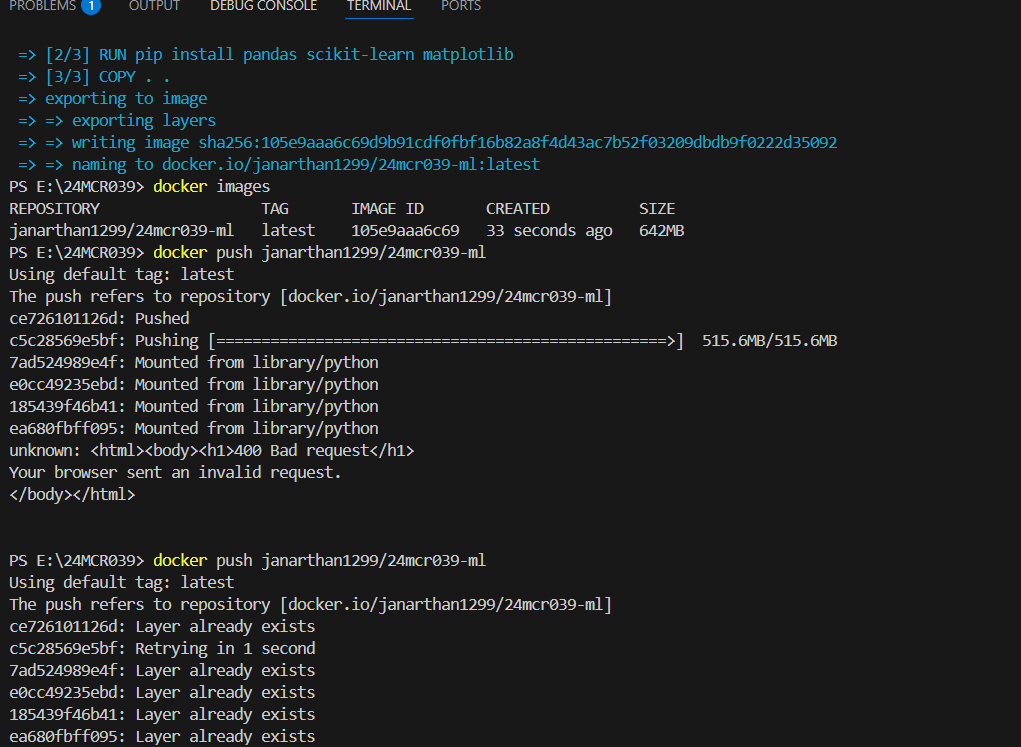 PROBLEMS 1 OUTPUT DEBUG CONSOLE TERMINAL PORTS
=> [2/3] RUN pip install pandas scikit-learn matplotlib
=> [3/3] COPY . .
=> exporting to image
=> => exporting layers
=> => writing image sha256:105e9aaa6c69d9b91cdf0fbf16b82a8f4d43ac7b52f03209dbdb9f0222d35092
=> => naming to docker.io/janarthan1299/24mcr039-ml:latest
PS E:\24MCR039> docker images
REPOSITORY TAG IMAGE ID CREATED SIZE
janarthan1299/24mcr039-ml latest 105e9aaa6c69 33 seconds ago 642MB
PS E:\24MCR039> docker push janarthan1299/24mcr039-ml
Using default tag: latest
The push refers to repository [docker.io/janarthan1299/24mcr039-ml]
ce726101126d: Pushed
c5c28569e5bf: Pushing [==================================================>] 515.6MB/515.6MB
7ad524989e4f: Mounted from library/python
e0cc49235ebd: Mounted from library/python
185439f46b41: Mounted from library/python
ea680fbff095: Mounted from library/python
unknown: <html><body><h1>400 Bad request</h1>
Your browser sent an invalid request.
</body></html>
PS E:\24MCR039> docker push janarthan1299/24mcr039-ml
Using default tag: latest
The push refers to repository [docker.io/janarthan1299/24mcr039-ml]
ce726101126d: Layer already exists
c5c28569e5bf: Retrying in 1 second
7ad524989e4f: Layer already exists
e0cc49235ebd: Layer already exists
185439f46b41: Layer already exists
ea680fbff095: Layer already exists